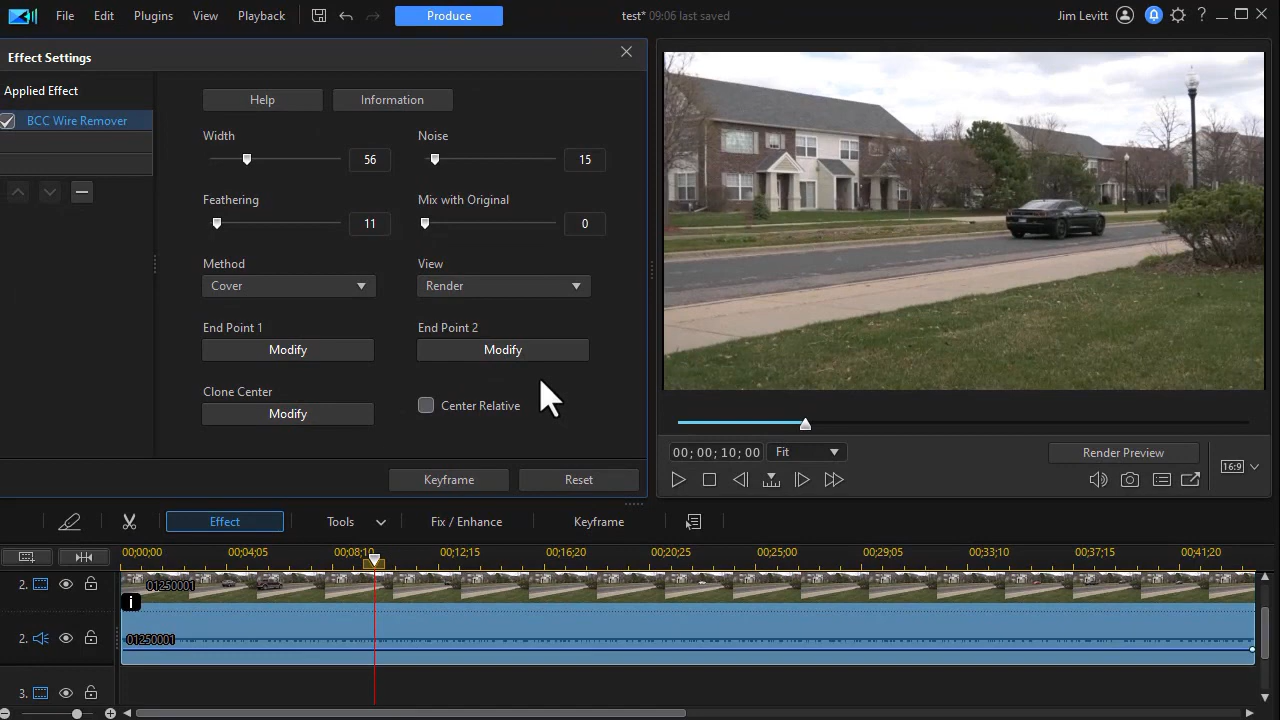 File Edit Plugins View Playback Produce test* 09:06 last saved Jim Levitt ?
Effect Settings
Applied Effect
BCC Wire Remover
Help Information
Width Noise
56 15
Feathering Mix with Original
11 0
Method View
Cover Render
End Point 1 End Point 2
Modify Modify
Clone Center
Modify Center Relative
Keyframe Reset
00; 00; 10; 00 Fit Render Preview
16:9
Effect Tools Fix / Enhance Keyframe
00;00;00 00;04;05 00;08;10 00;12;15 00;16;20 00;20;25 00;25;00 00;29;05 00;33;10 00;37;15 00;41;20
2. 01250001
i
2. 01250001
3.